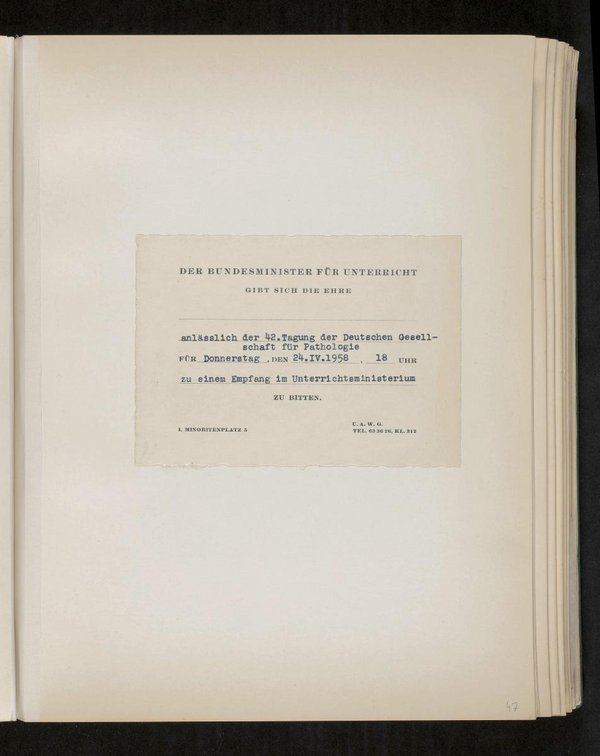 DER BUNDESMINISTER FÜR UNTERRICHT
GIBT SICH DIE EHRE
anlässlich der 42.Tagung der Deutschen Gesell-
schaft für Pathologie
FÜR Donnerstag , DEN 24.IV.1958 , 18 UHR
zu einem Empfang im Unterrichtsministerium
ZU BITTEN.
I, MINORITENPLATZ 5
U. A. W. G.
TEL. 63 36 26, KL. 212
47